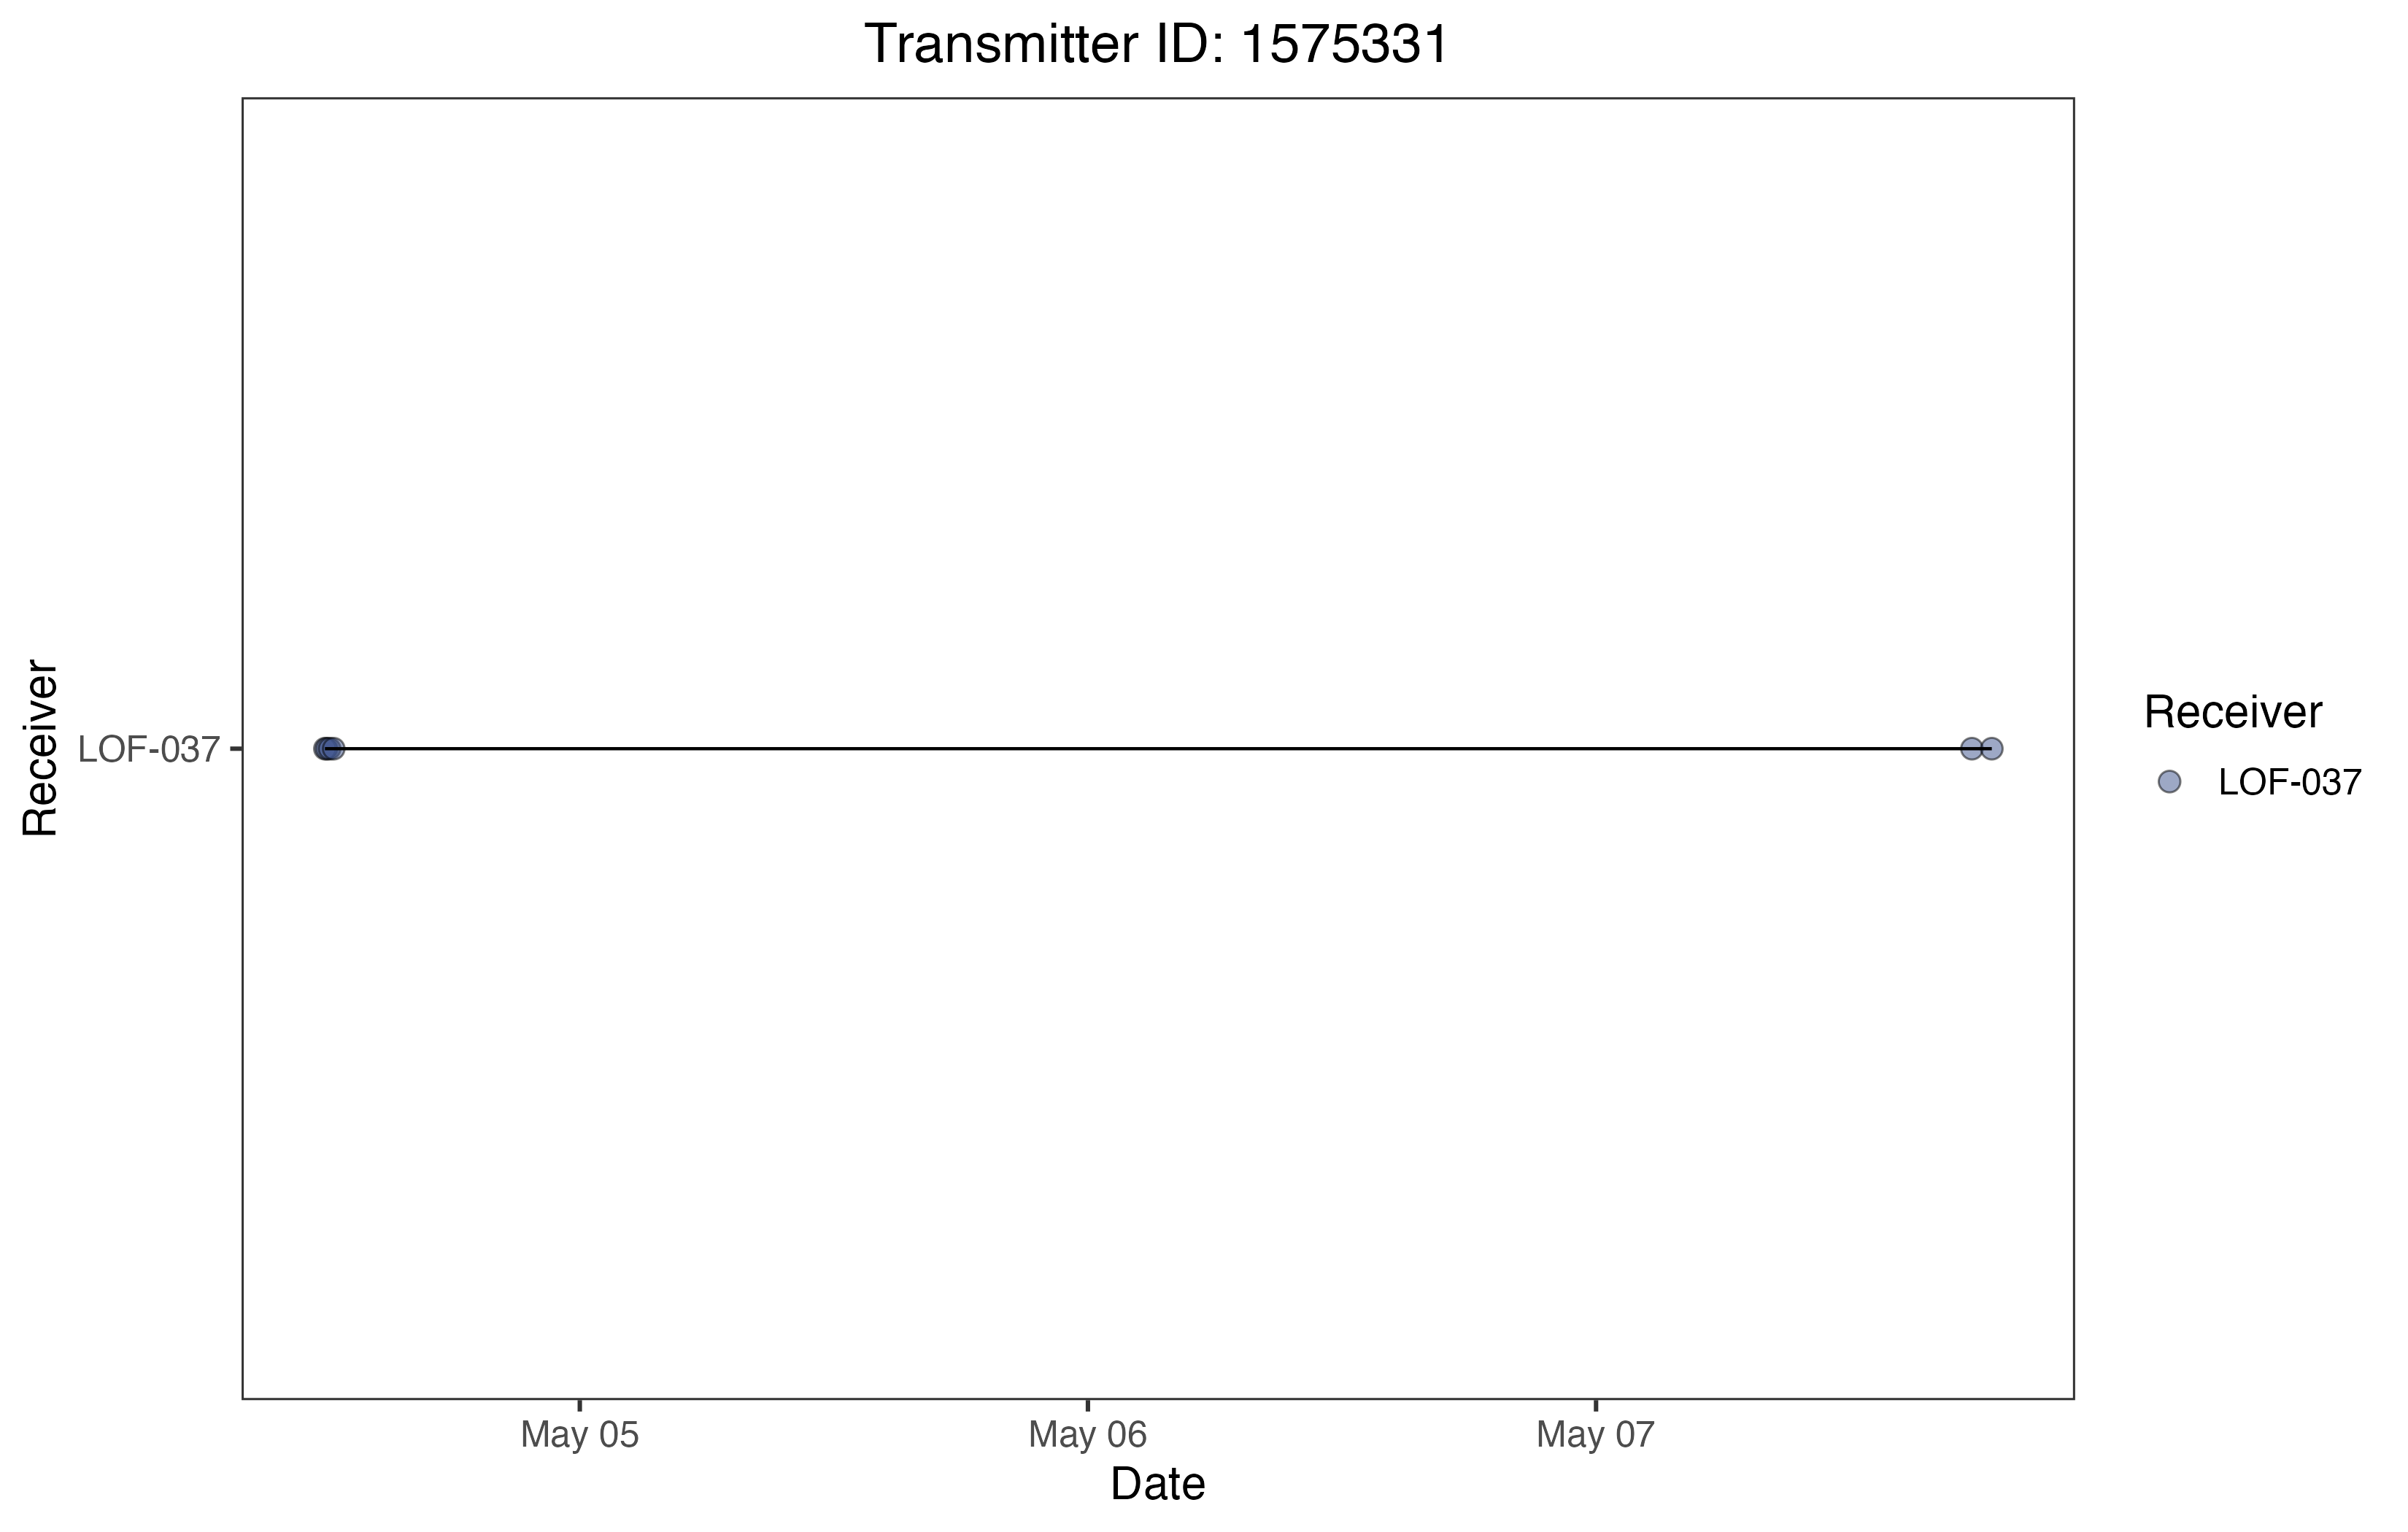 Transmitter ID: 1575331
Receiver
LOF-037
Receiver
LOF-037
May 05
May 06
May 07
Date